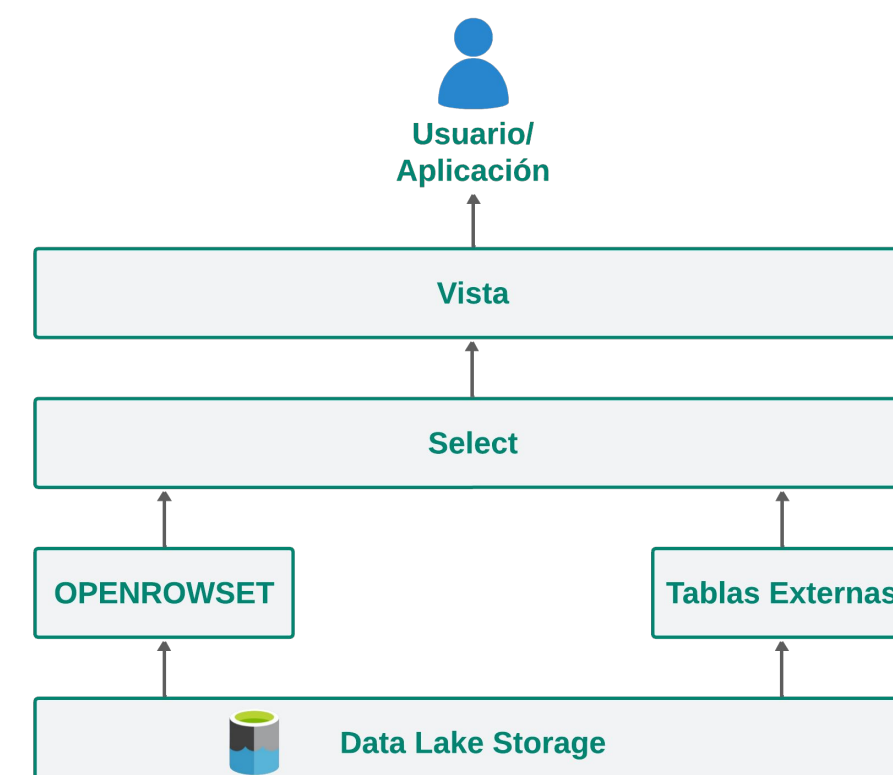 Usuario/
Aplicación
Vista
Select
OPENROWSET
Tablas Externas
Data Lake Storage